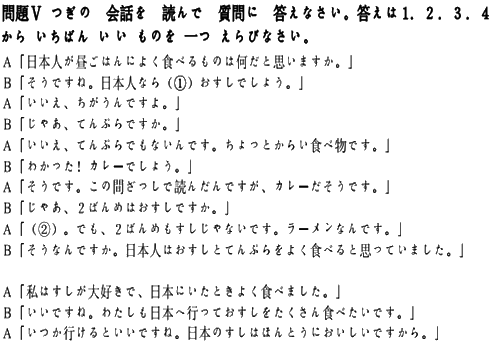 問題Ⅴ つぎの 会話を 読んで 質問に 答えなさい。答えは1. 2. 3. 4
から いちばん いい ものを 一つ えらびなさい。
A「日本人が昼ごはんによく食べるものは何だと思いますか。」
B「そうですね。日本人なら（①）おすしでしょう。」
A「いいえ、ちがうんですよ。」
B「じゃあ、てんぷらですか。」
A「いいえ、てんぷらでもないんです。ちょっとからい食べ物です。」
B「わかった! カレーでしょう。」
A「そうです。この間ざっしで読んだんですが、カレーだそうです。」
B「じゃあ、2ばんめはおすしですか。」
A「（②）。でも、2ばんめもすしじゃないです。ラーメンなんです。」
B「そうなんですか。日本人はおすしとてんぷらをよく食べると思っていました。」
A「私はすしが大好きで、日本にいたときよく食べました。」
B「いいですね。わたしも日本へ行っておすしをたくさん食べたいです。」
A「いつか行けるといいですね。日本のすしはほんとうにおいしいですから。」